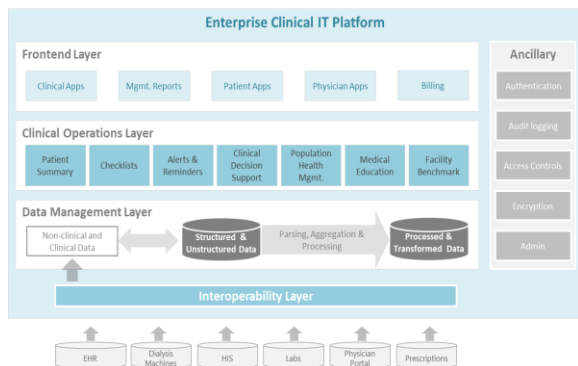 Enterprise Clinical IT Platform
Frontend Layer
Clinical Apps
Mgmt. Reports
Patient Apps
Physician Apps
Billing
Clinical Operations Layer
Patient
Summary
Checklists
Alerts &
Reminders
Clinical
Decision
Support
Population
Health
Mgmt.
Medical
Education
Facility
Benchmark
Data Management Layer
Non-clinical and
Clinical Data
Structured &
Unstructured Data
Parsing, Aggregation &
Processing
Processed &
Transformed Data
Interoperability Layer
EHR
Dialysis
Machines
HIS
Labs
Physician
Portal
Prescriptions
Ancillary
Authentication
Audit logging
Access Controls
Encryption
Admin